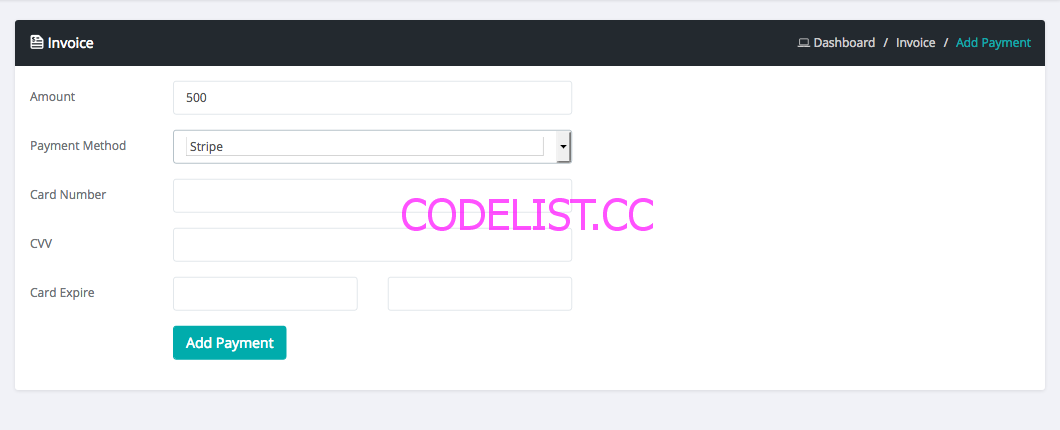 Invoice
Dashboard / Invoice / Add Payment
Amount
500
Payment Method
Stripe
Card Number
CODELIST.CC
CVV
Card Expire
Add Payment